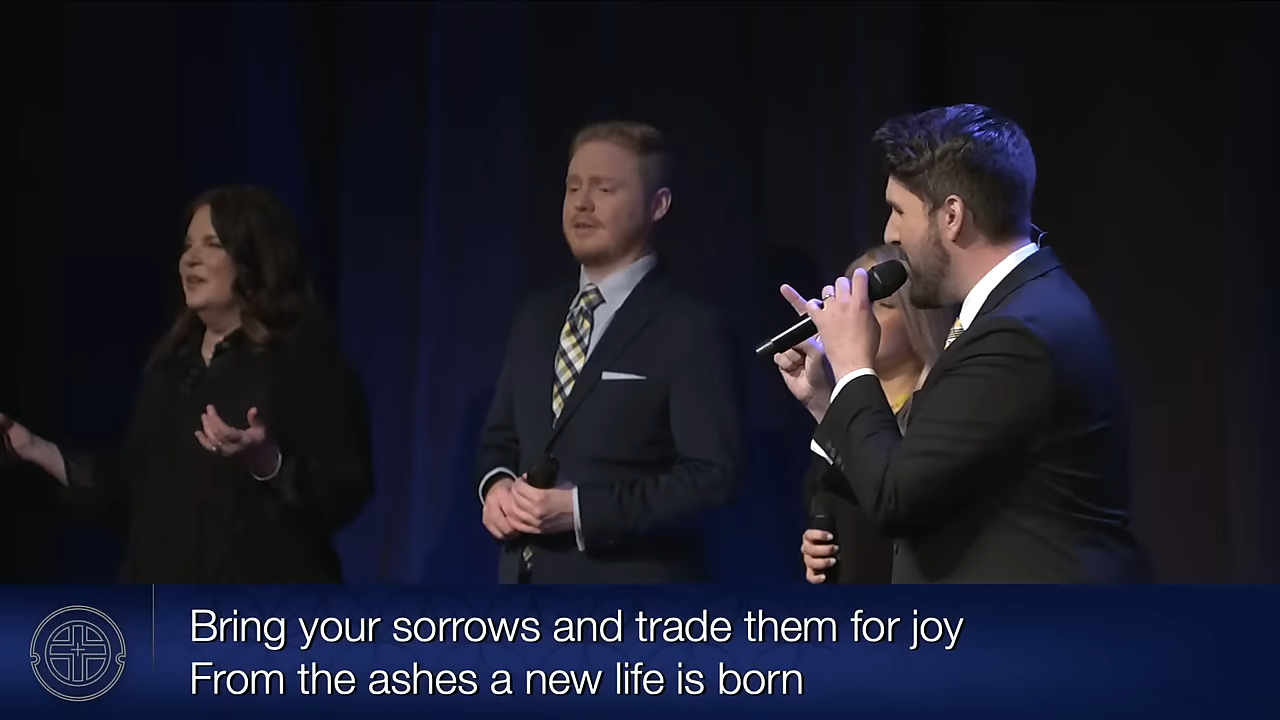 Bring your sorrows and trade them for joy
From the ashes a new life is born